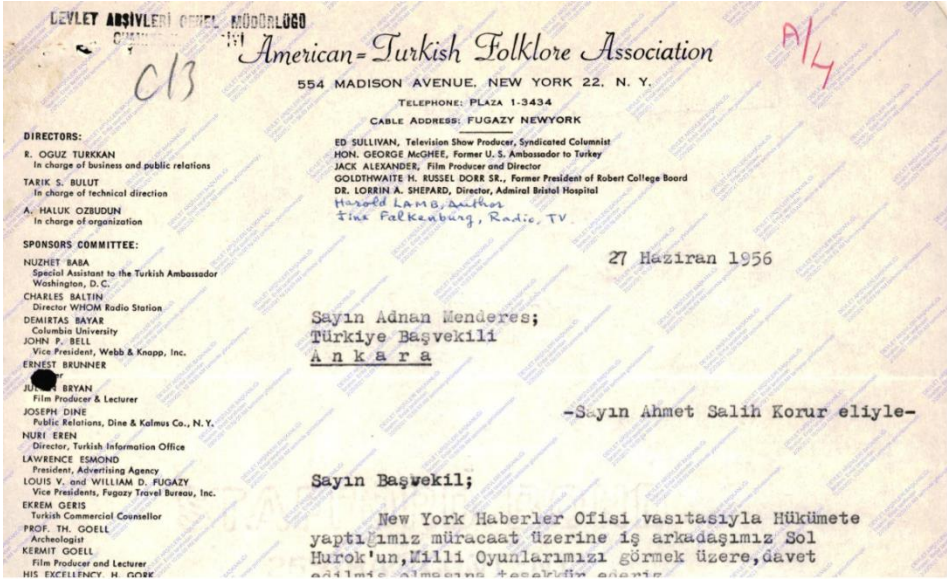 DEVLET ARŞİVLERİ GENEL MÜDÜRLÜĞÜ
C/3
A/4
American-Turkish Folklore Association
554 MADISON AVENUE, NEW YORK 22, N. Y.
TELEPHONE: PLAZA 1-3434
CABLE ADDRESS: FUGAZY NEWYORK
ED SULLIVAN, Television Show Producer, Syndicated Columnist
HON. GEORGE McGHEE, Former U. S. Ambassador to Turkey
JACK ALEXANDER, Film Producer and Director
GOLDTHWAITE H. RUSSEL DORR SR., Former President of Robert College Board
DR. LORRIN A. SHEPARD, Director, Admiral Bristol Hospital
Harold LAMB, Author
Jinx Falkenburg, Radio, TV.
DIRECTORS:
R. OGUZ TURKKAN
In charge of business and public relations
TARIK S. BULUT
In charge of technical direction
A. HALUK OZBUDUN
In charge of organization
SPONSORS COMMITTEE:
NUZHET BABA
Special Assistant to the Turkish Ambassador
Washington, D. C.
CHARLES BALTIN
Director WHOM Radio Station
DEMIRTAS BAYAR
Columbia University
JOHN P. BELL
Vice President, Webb & Knapp, Inc.
ERNEST BRUNNER
BRYAN
Film Producer & Lecturer
JOSEPH DINE
Public Relations, Dine & Kalmus Co., N. Y.
NURI EREN
Director, Turkish Information Office
LAWRENCE ESMOND
President, Advertising Agency
LOUIS V. and WILLIAM D. FUGAZY
Vice Presidents, Fugazy Travel Bureau, Inc.
EKREM GERIS
Turkish Commercial Counsellor
PROF. TH. GOELL
Archeologist
KERMIT GOELL
Film Producer and Lecturer
HIS EXCELLENCY, H. GORK
27 Haziran 1956
Sayın Adnan Menderes;
Türkiye Başvekili
A n k a r a
-Sayın Ahmet Salih Korur eliyle-
Sayın Başvekil;
New York Haberler Ofisi vasıtasıyla Hükümete
yaptığımız müracaat üzerine iş arkadaşımız Sol
Hurok'un,Milli Oyunlarımızı görmek üzere,davet
edilmiş olmasına teşekkür ederiz